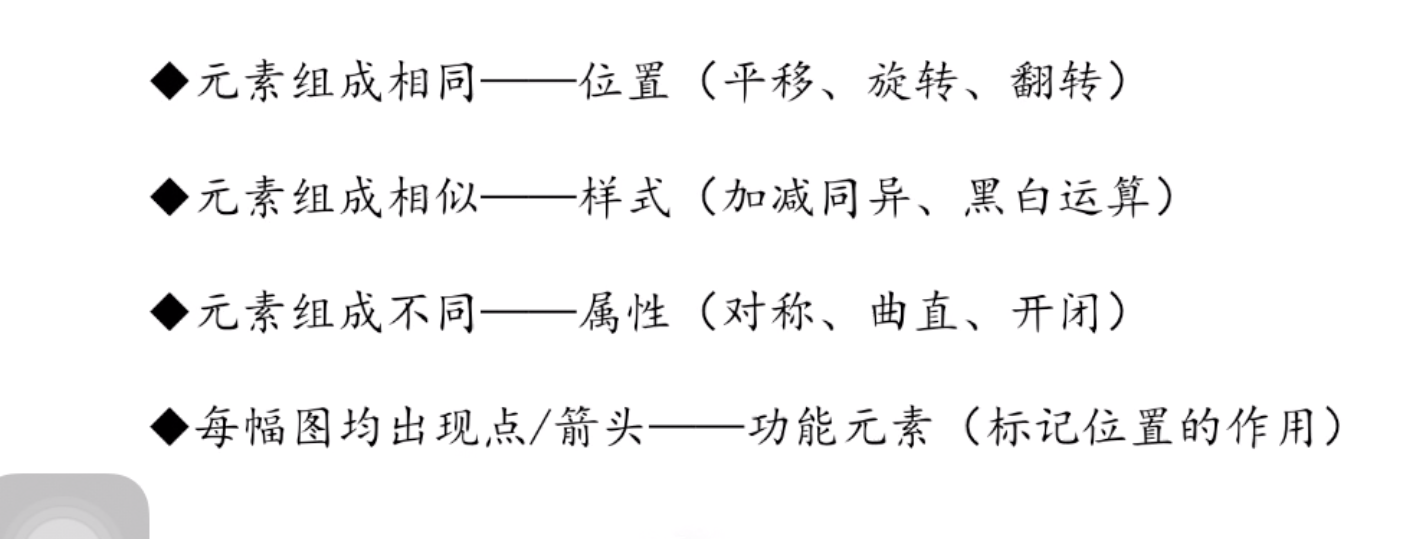 ◆元素组成相同——位置（平移、旋转、翻转）
◆元素组成相似——样式（加减同异、黑白运算）
◆元素组成不同——属性（对称、曲直、开闭）
◆每幅图均出现点/箭头——功能元素（标记位置的作用）